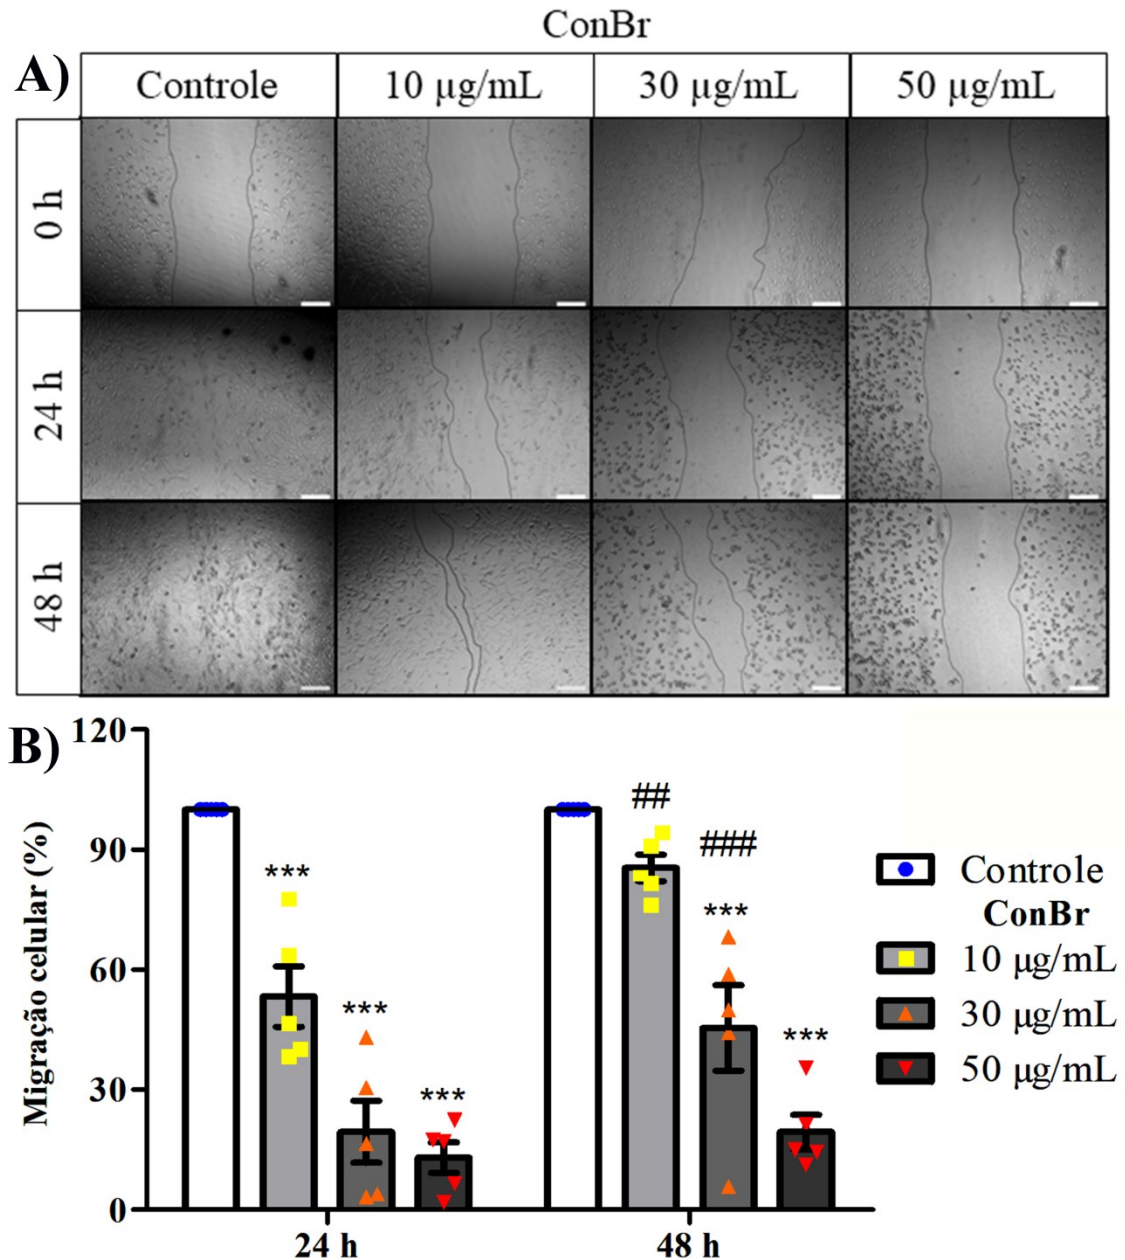 ConBr
A)
Controle
10 µg/mL
30 µg/mL
50 µg/mL
0 h
24 h
48 h
B)
Migração celular (%)
120
90
60
30
0
***
***
***
##
###
***
***
24 h
48 h
Controle
ConBr
10 µg/mL
30 µg/mL
50 µg/mL